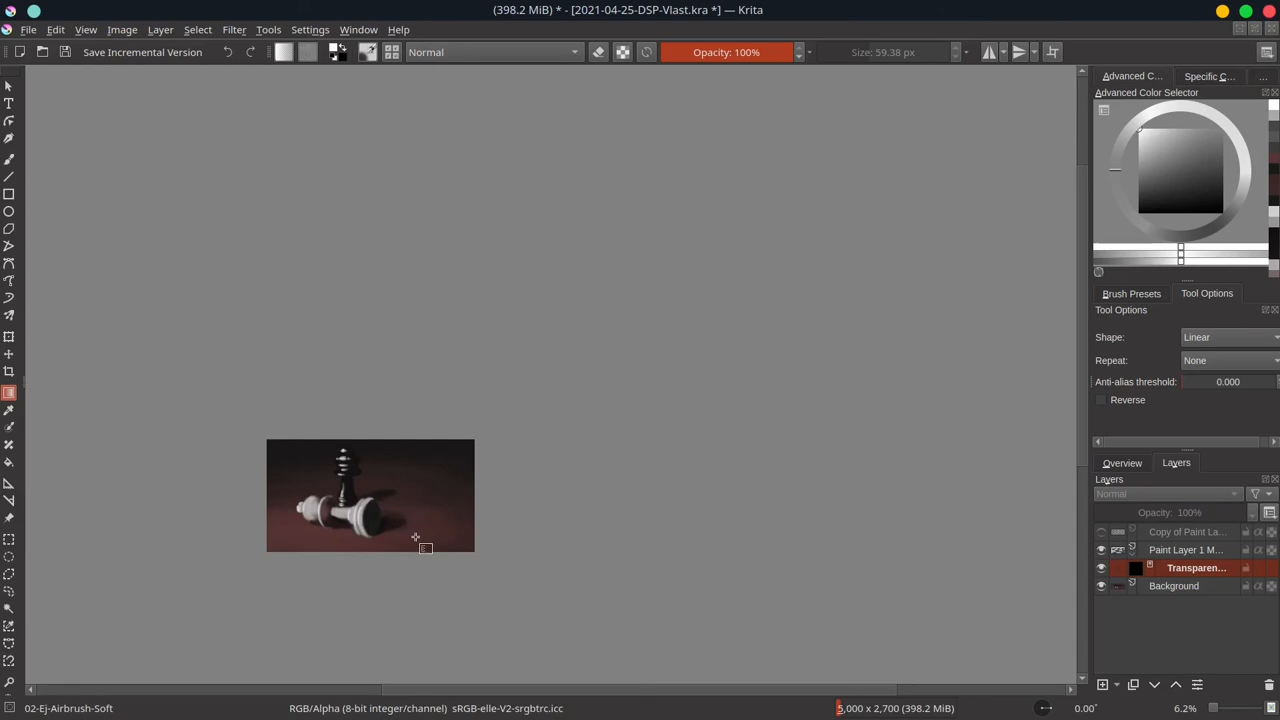 (398.2 MiB) * - [2021-04-25-DSP-Vlast.kra *] — Krita
File Edit View Image Layer Select Filter Tools Settings Window Help
Save Incremental Version Normal Opacity: 100% Size: 59.38 px
Advanced C... Specific C... ...
Advanced Color Selector
Brush Presets Tool Options
Tool Options
Shape: Linear
Repeat: None
Anti-alias threshold: 0.000
Reverse
Overview Layers
Layers
Normal
Opacity: 100%
Copy of Paint La...
Paint Layer 1 M...
Transparen...
Background
02-Ej-Airbrush-Soft RGB/Alpha (8-bit integer/channel) sRGB-elle-V2-srgbtrc.icc 5,000 x 2,700 (398.2 MiB) 0.00° 6.2%